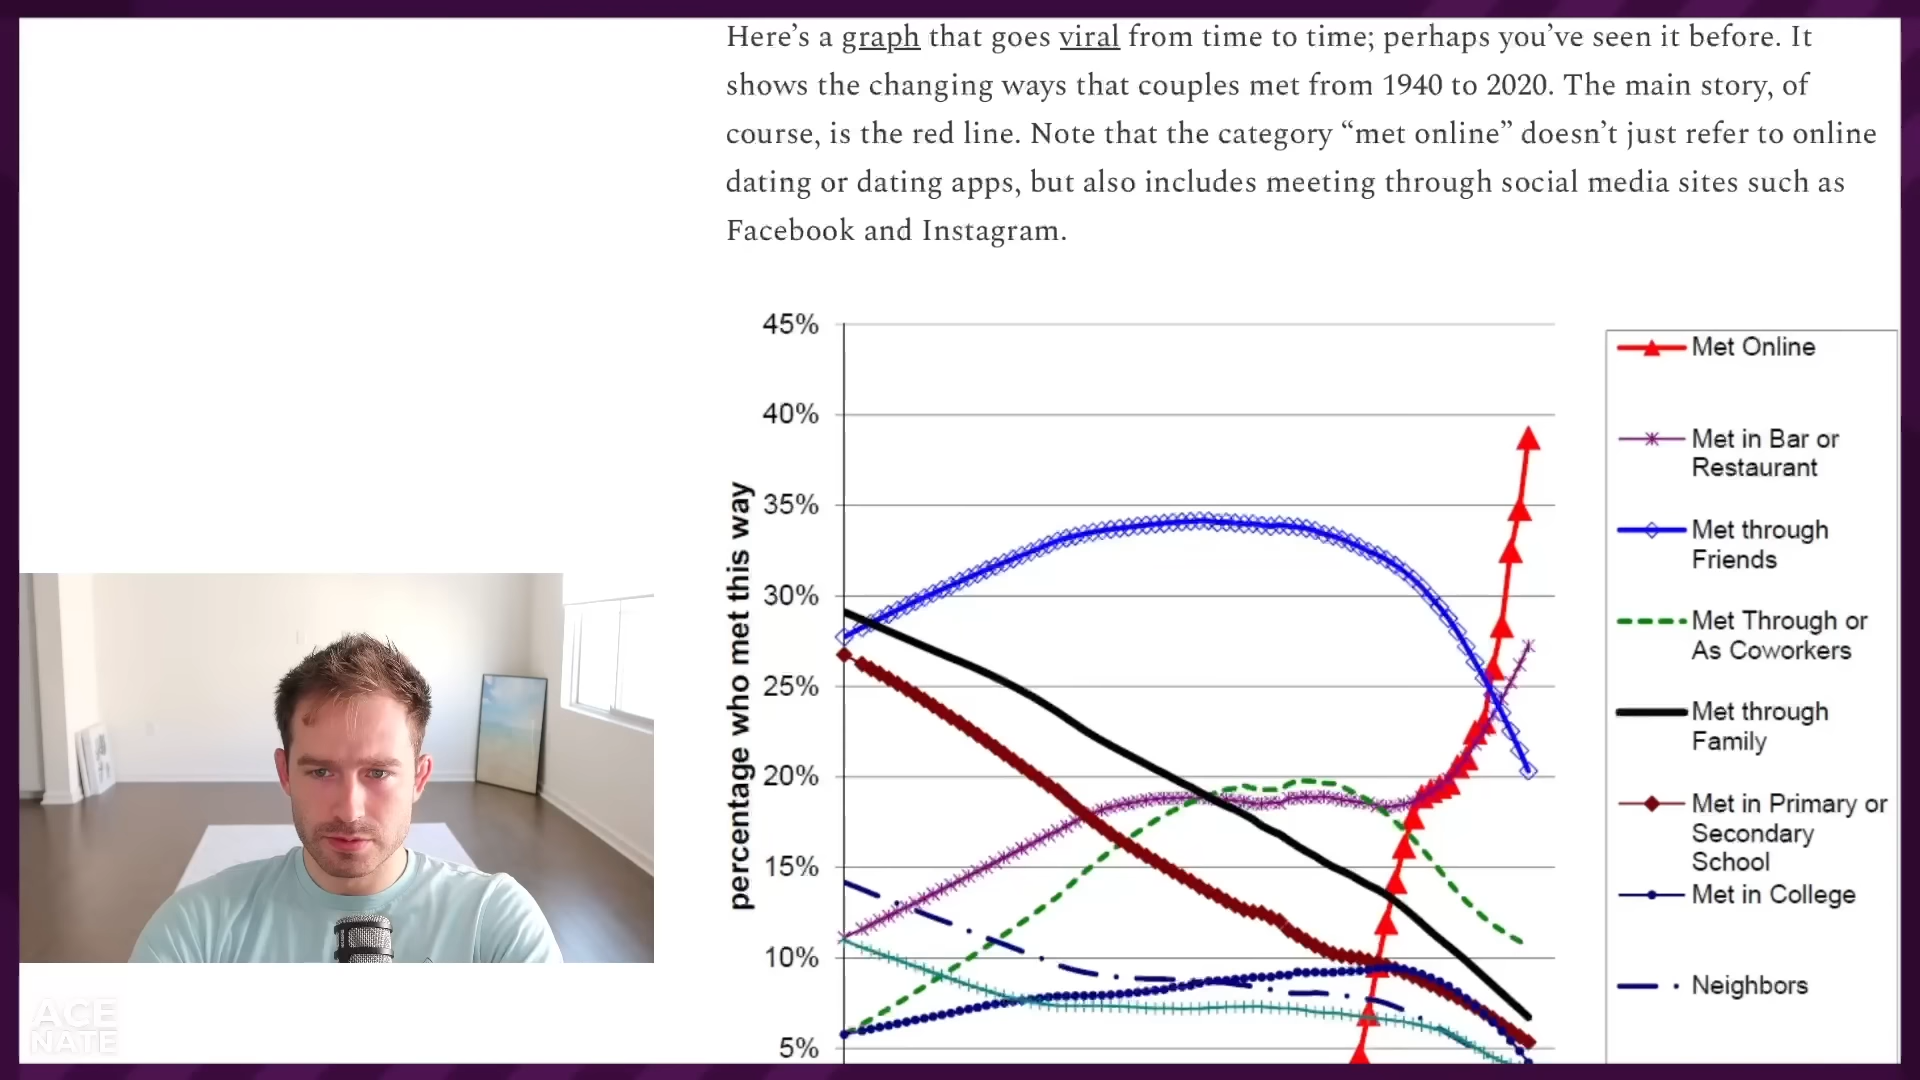 Here’s a graph that goes viral from time to time; perhaps you’ve seen it before. It
shows the changing ways that couples met from 1940 to 2020. The main story, of
course, is the red line. Note that the category “met online” doesn’t just refer to online
dating or dating apps, but also includes meeting through social media sites such as
Facebook and Instagram.
percentage who met this way
45%
40%
35%
30%
25%
20%
15%
10%
5%
Met Online
Met in Bar or
Restaurant
Met through
Friends
Met Through or
As Coworkers
Met through
Family
Met in Primary or
Secondary
School
Met in College
Neighbors
ACE
NATE